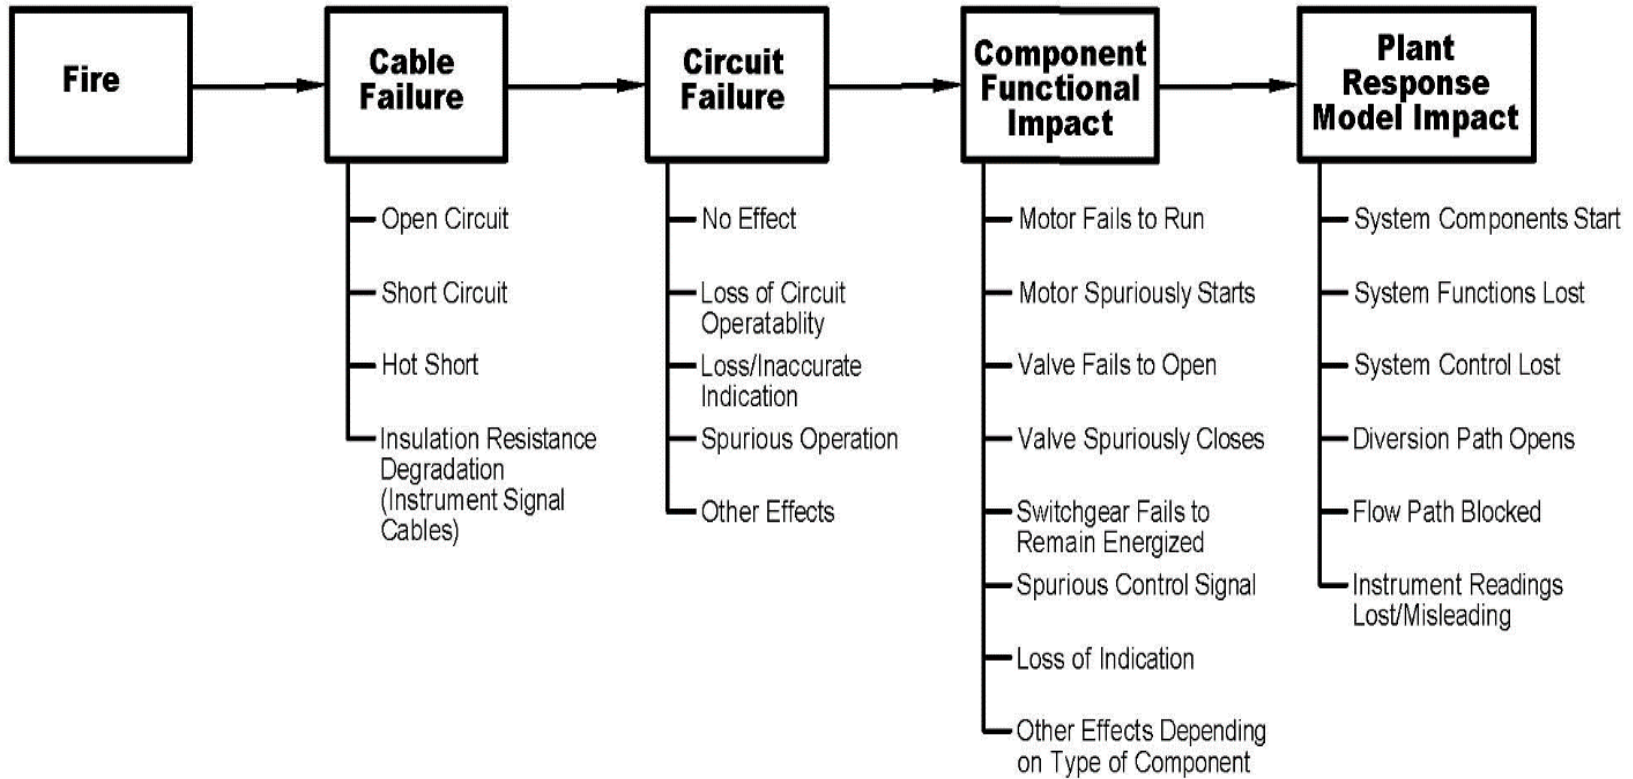 Fire
Cable
Failure
Circuit
Failure
Component
Functional
Impact
Plant
Response
Model Impact
Open Circuit
Short Circuit
Hot Short
Insulation Resistance
Degradation
(Instrument Signal
Cables)
No Effect
Loss of Circuit
Operatablity
Loss/Inaccurate
Indication
Spurious Operation
Other Effects
Motor Fails to Run
Motor Spuriously Starts
Valve Fails to Open
Valve Spuriously Closes
Switchgear Fails to
Remain Energized
Spurious Control Signal
Loss of Indication
Other Effects Depending
on Type of Component
System Components Start
System Functions Lost
System Control Lost
Diversion Path Opens
Flow Path Blocked
Instrument Readings
Lost/Misleading